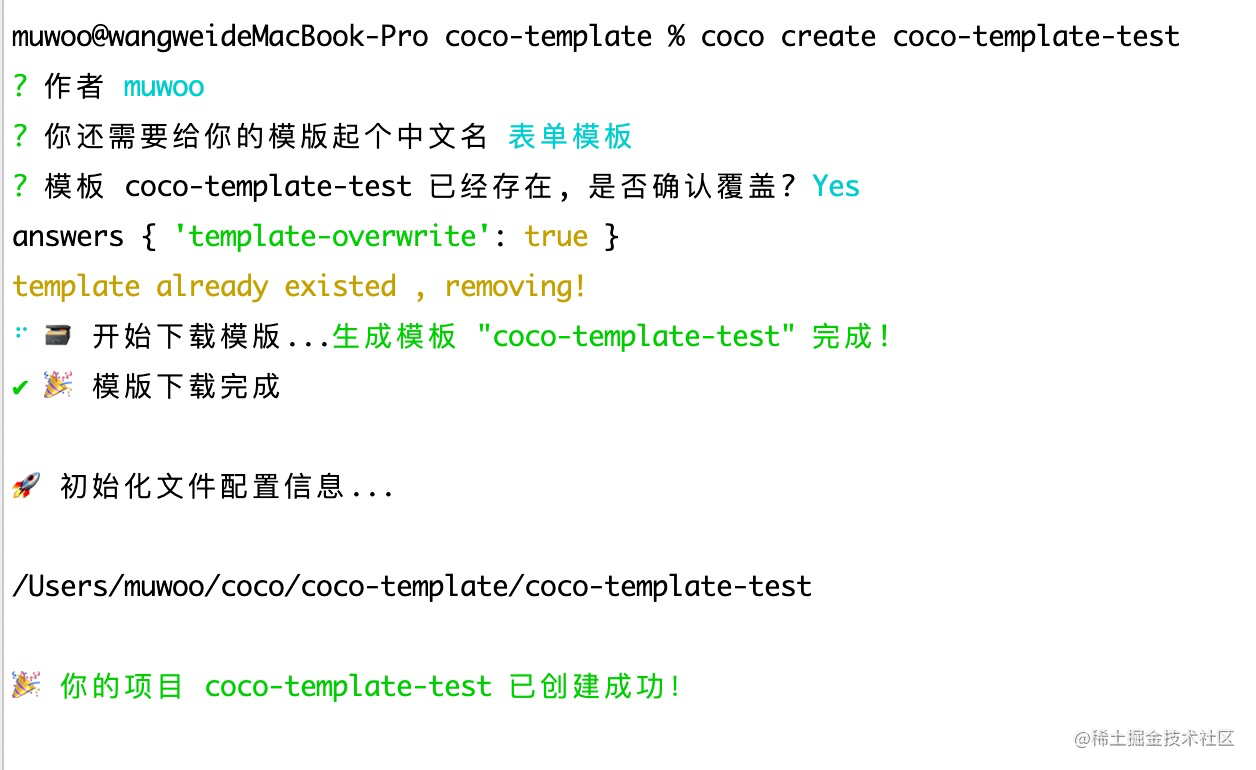 muwoo@wangweideMacBook-Pro coco-template % coco create coco-template-test
? 作者 muwoo
? 你还需要给你的模版起个中文名 表单模板
? 模板 coco-template-test 已经存在，是否确认覆盖？Yes
answers { 'template-overwrite': true }
template already existed , removing!
⠋ 🗃 开始下载模版...生成模板 "coco-template-test" 完成！
✔ 🎉 模版下载完成
🚀 初始化文件配置信息...
/Users/muwoo/coco/coco-template/coco-template-test
🎉 你的项目 coco-template-test 已创建成功！
@稀土掘金技术社区